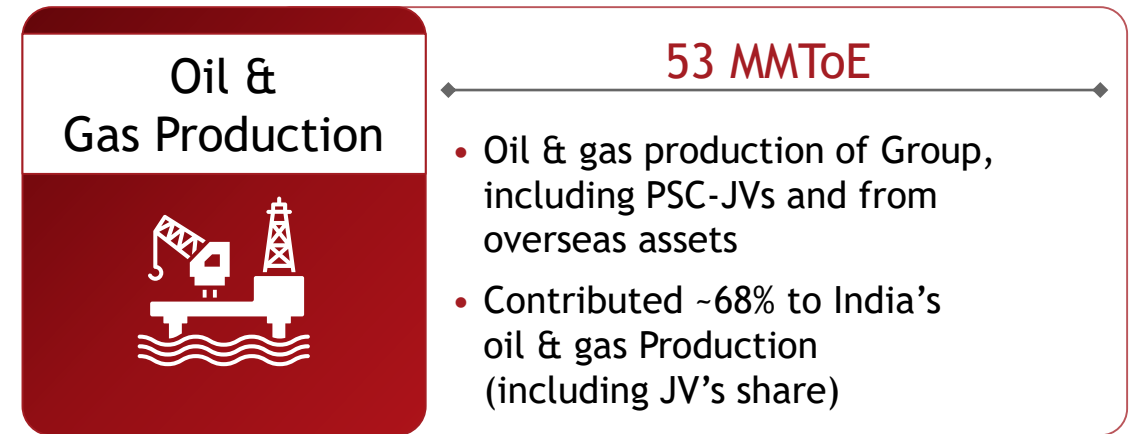 Oil &
Gas Production
53 MMToE
• Oil & gas production of Group,
including PSC-JVs and from
overseas assets
• Contributed ~68% to India’s
oil & gas Production
(including JV’s share)